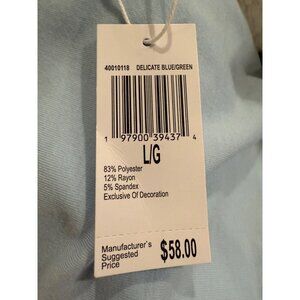 40010118 DELICATE BLUE/GREEN
1 97900 39437 4
L/G
83% Polyester
12% Rayon
5% Spandex
Exclusive Of Decoration
Manufacturer's
Suggested
Price
$58.00